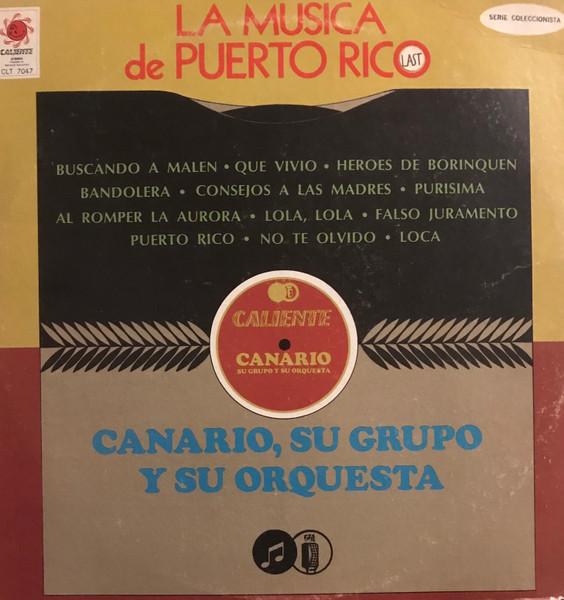 LA MUSICA
de PUERTO RICO
LAST
SERIE COLECCIONISTA
CALIENTE
CLT 7047
BUSCANDO A MALEN • QUE VIVIO • HEROES DE BORINQUEN
BANDOLERA • CONSEJOS A LAS MADRES • PURISIMA
AL ROMPER LA AURORA • LOLA, LOLA • FALSO JURAMENTO
PUERTO RICO • NO TE OLVIDO • LOCA
CALIENTE
CANARIO
SU GRUPO Y SU ORQUESTA
CANARIO, SU GRUPO
Y SU ORQUESTA